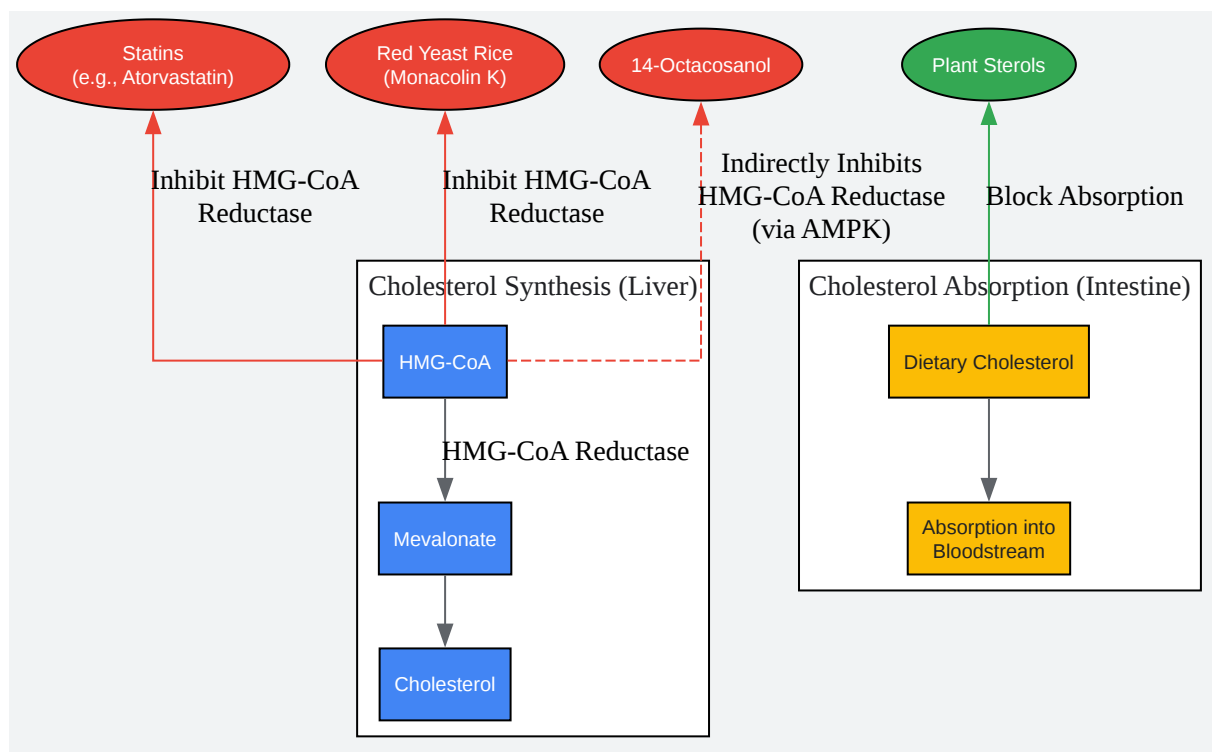 Statins
(e.g., Atorvastatin)
Red Yeast Rice
(Monacolin K)
14-Octacosanol
Plant Sterols
Inhibit HMG-CoA
Reductase
Inhibit HMG-CoA
Reductase
Indirectly Inhibits
HMG-CoA Reductase
(via AMPK)
Block Absorption
Cholesterol Synthesis (Liver)
HMG-CoA
HMG-CoA Reductase
Mevalonate
Cholesterol
Cholesterol Absorption (Intestine)
Dietary Cholesterol
Absorption into
Bloodstream